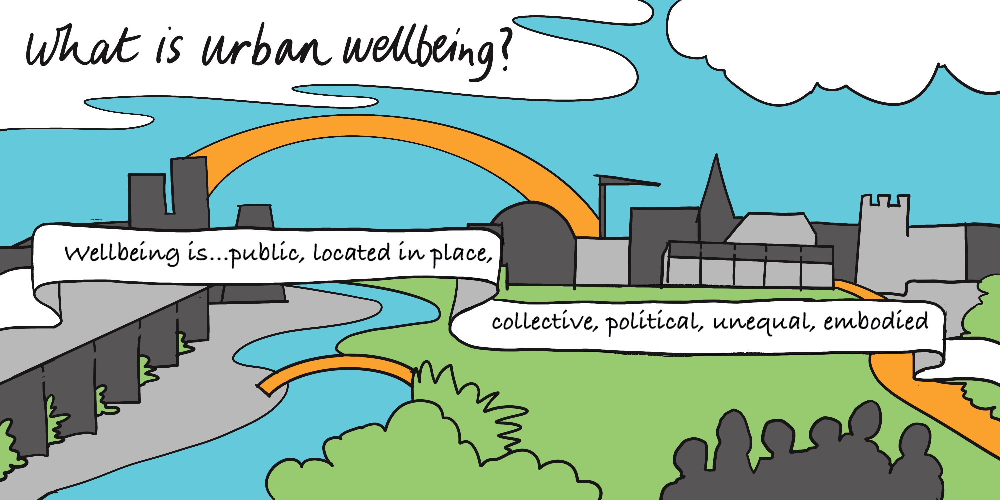 What is urban wellbeing?
Wellbeing is...public, located in place,
collective, political, unequal, embodied